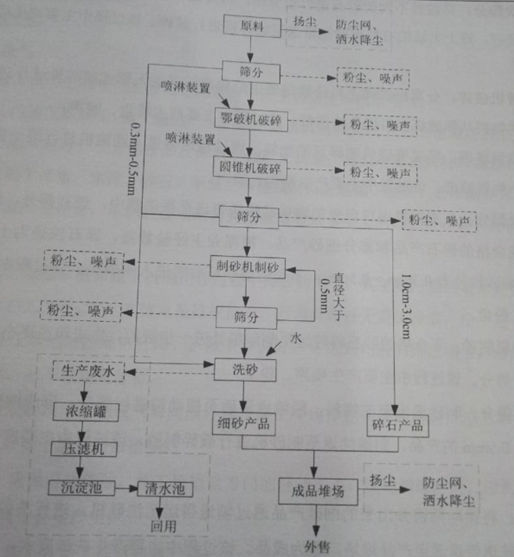 原料
扬尘
防尘网、
洒水降尘
筛分
粉尘、噪声
喷淋装置
鄂破机破碎
粉尘、噪声
喷淋装置
圆锥机破碎
粉尘、噪声
0.3mm-0.5mm
筛分
粉尘、噪声
粉尘、噪声
制砂机制砂
直径大于
0.5mm
1.0cm-3.0cm
粉尘、噪声
筛分
水
生产废水
洗砂
浓缩罐
细砂产品
碎石产品
压滤机
沉淀池
清水池
成品堆场
扬尘
防尘网、
洒水降尘
回用
外售